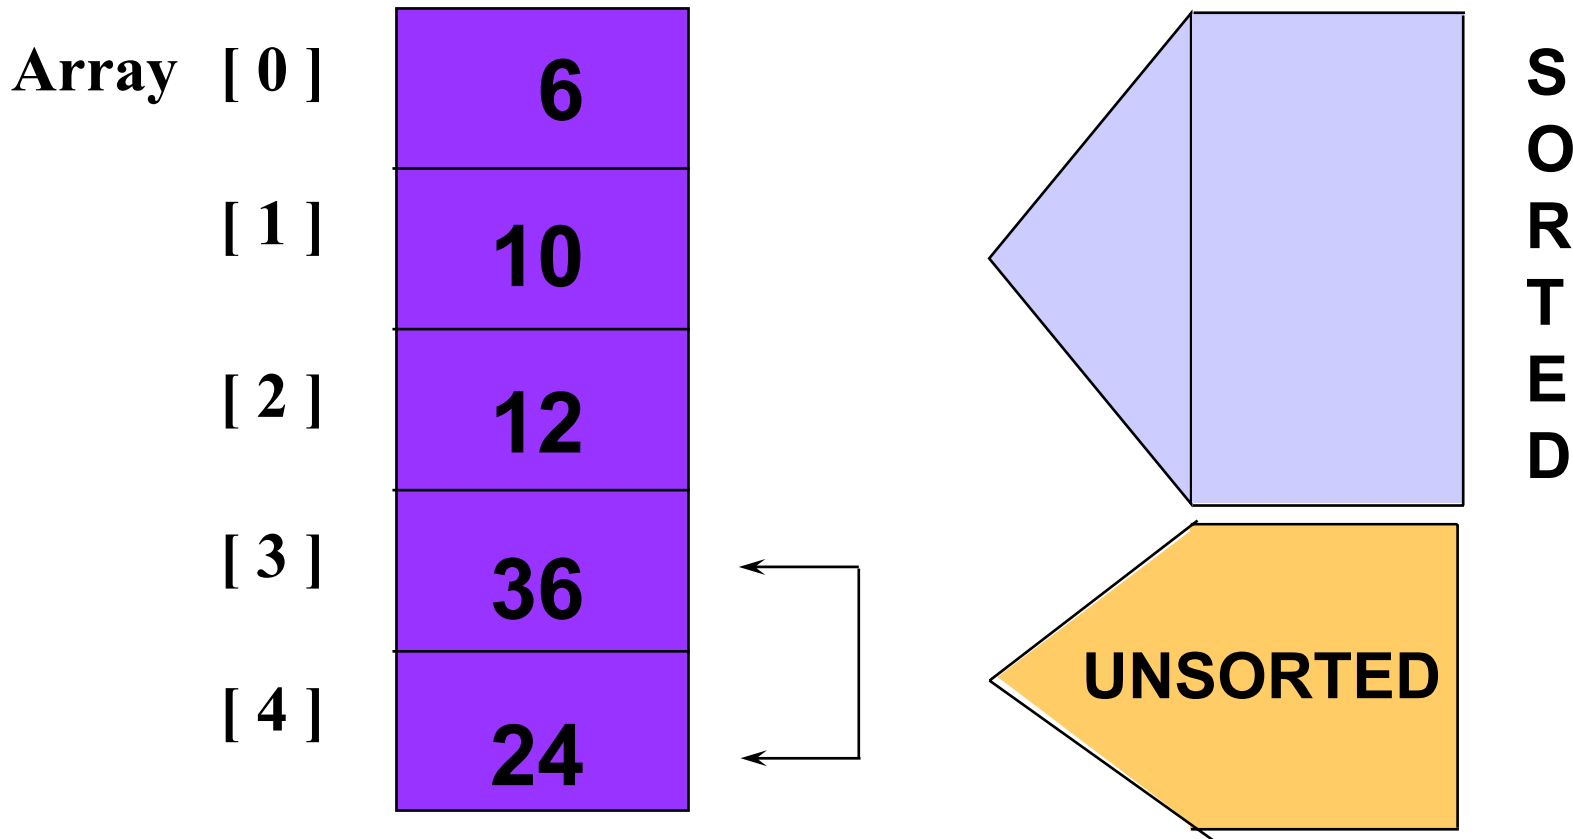 Array [ 0 ] 6
[ 1 ] 10
[ 2 ] 12
[ 3 ] 36
[ 4 ] 24
S
O
R
T
E
D
UNSORTED